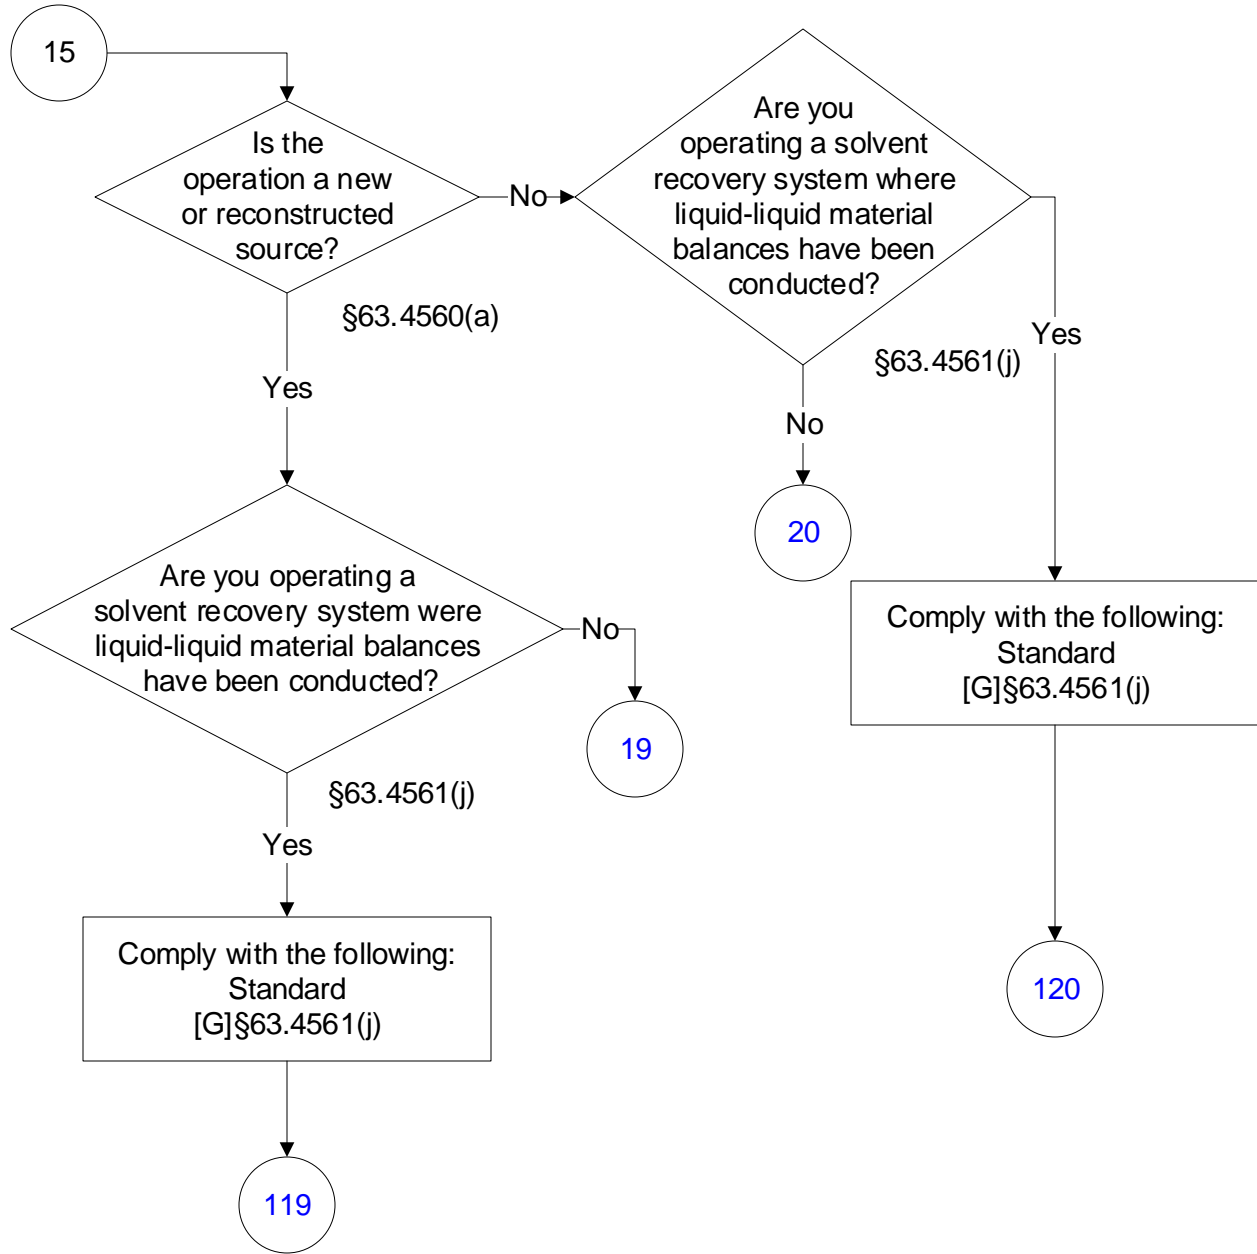 15
Is the
operation a new
or reconstructed
source?
No
§63.4560(a)
Yes
Are you
operating a solvent
recovery system where
liquid-liquid material
balances have been
conducted?
§63.4561(j)
Yes
No
20
Comply with the following:
Standard
[G]§63.4561(j)
120
Are you operating a
solvent recovery system were
liquid-liquid material balances
have been conducted?
No
19
§63.4561(j)
Yes
Comply with the following:
Standard
[G]§63.4561(j)
119